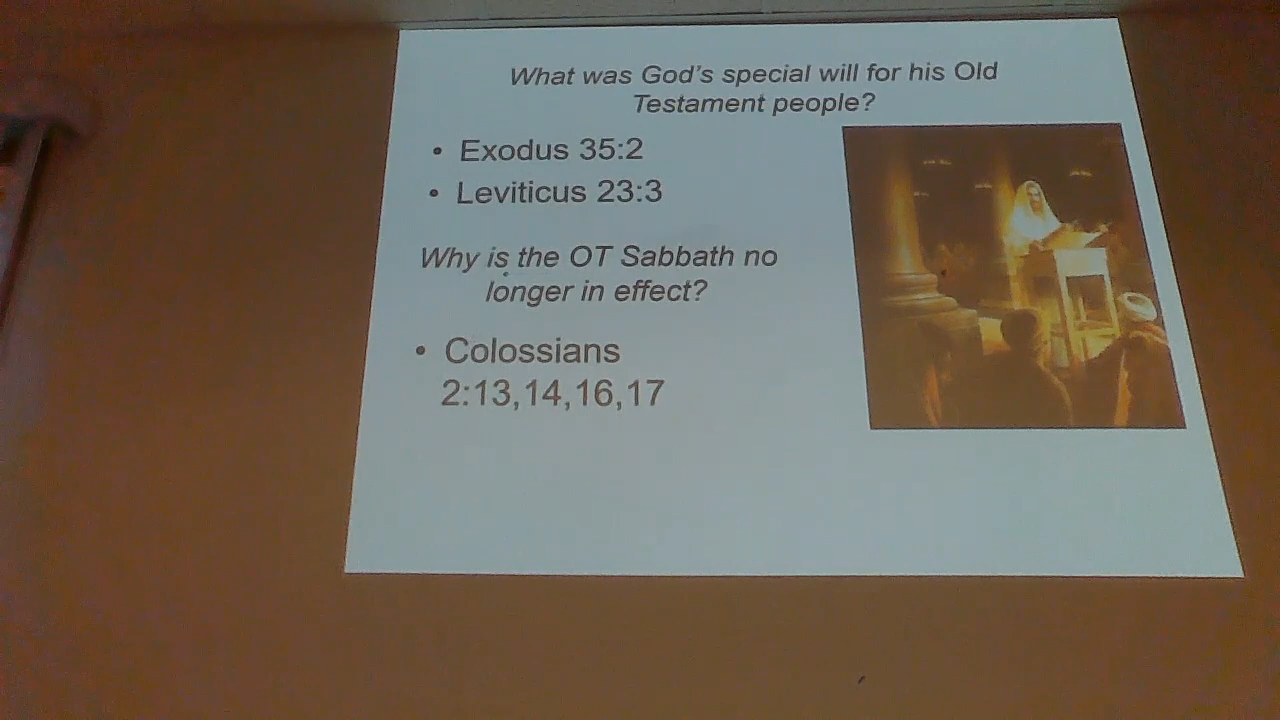 What was God's special will for his Old
Testament people?
• Exodus 35:2
• Leviticus 23:3
Why is the OT Sabbath no
longer in effect?
• Colossians
2:13,14,16,17